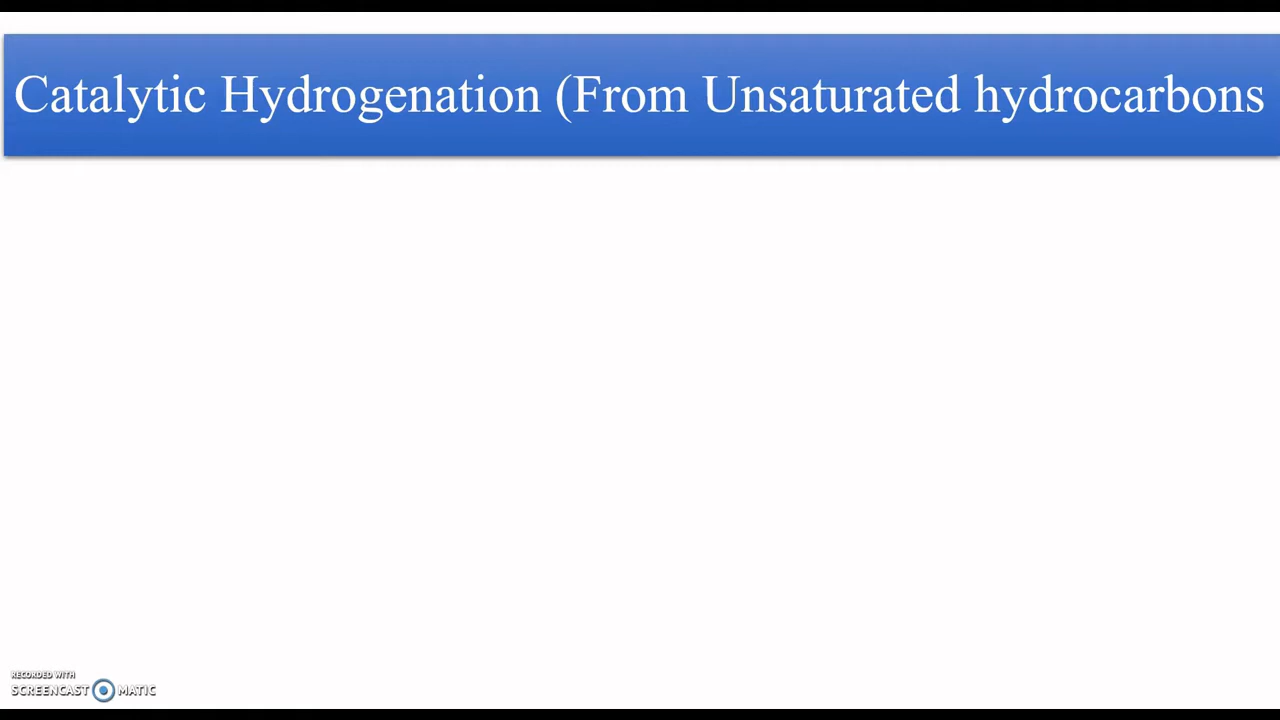 Catalytic Hydrogenation (From Unsaturated hydrocarbons
RECORDED WITH
SCREENCAST MATIC